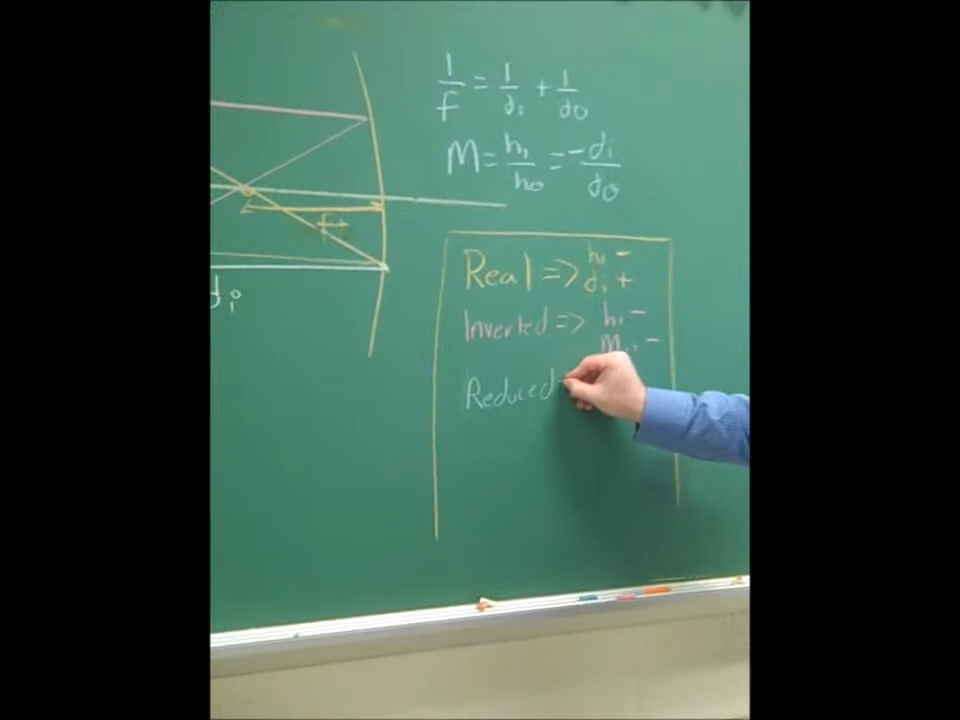 1/f = 1/di + 1/do
M = hi/ho = -di/do
f+
di
Real => hi -
di +
Inverted => hi -
M -
Reduced